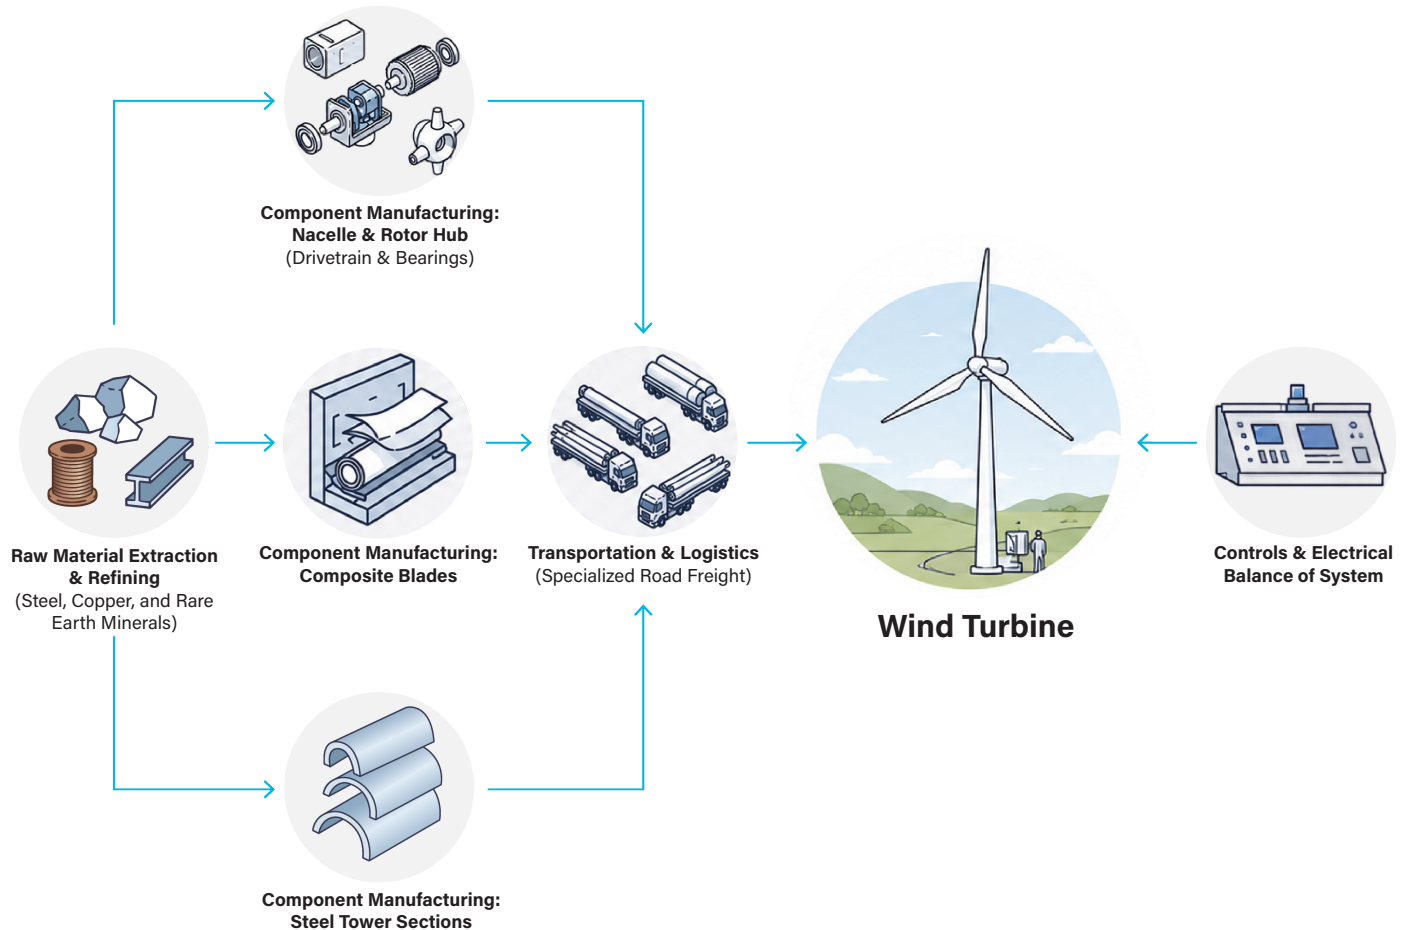 Component Manufacturing:
Nacelle & Rotor Hub
(Drivetrain & Bearings)
Raw Material Extraction
& Refining
(Steel, Copper, and Rare
Earth Minerals)
Component Manufacturing:
Composite Blades
Transportation & Logistics
(Specialized Road Freight)
Wind Turbine
Controls & Electrical
Balance of System
Component Manufacturing:
Steel Tower Sections